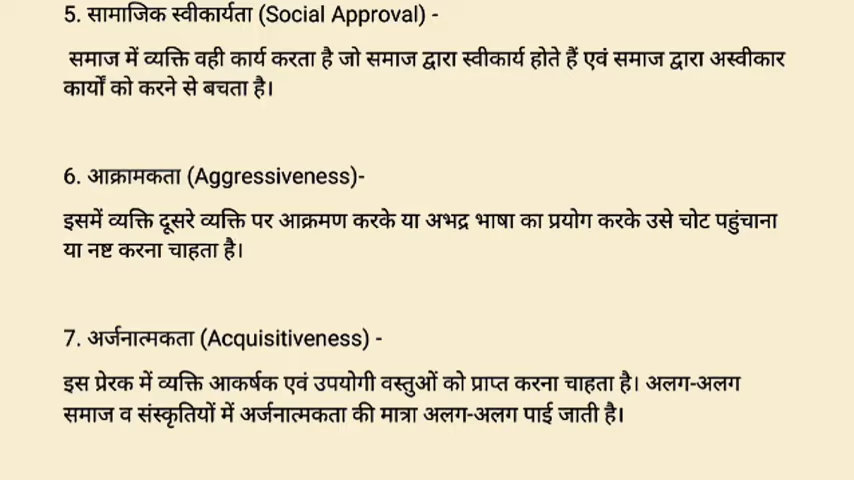 5. सामाजिक स्वीकार्यता (Social Approval) -
समाज में व्यक्ति वही कार्य करता है जो समाज द्वारा स्वीकार्य होते हैं एवं समाज द्वारा अस्वीकार
कार्यों को करने से बचता है।
6. आक्रामकता (Aggressiveness)-
इसमें व्यक्ति दूसरे व्यक्ति पर आक्रमण करके या अभद्र भाषा का प्रयोग करके उसे चोट पहुंचाना
या नष्ट करना चाहता है।
7. अर्जनात्मकता (Acquisitiveness) -
इस प्रेरक में व्यक्ति आकर्षक एवं उपयोगी वस्तुओं को प्राप्त करना चाहता है। अलग-अलग
समाज व संस्कृतियों में अर्जनात्मकता की मात्रा अलग-अलग पाई जाती है।